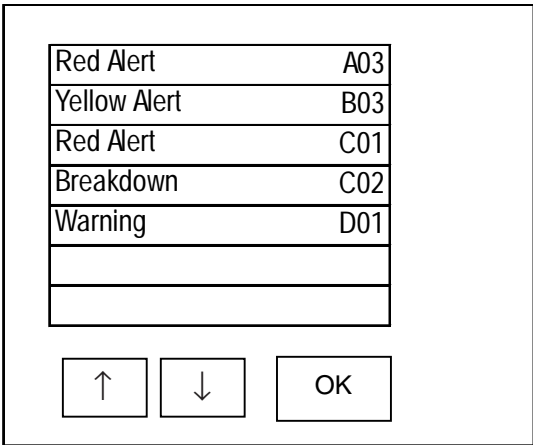 Red Alert A03
Yellow Alert B03
Red Alert C01
Breakdown C02
Warning D01
↑ ↓ OK